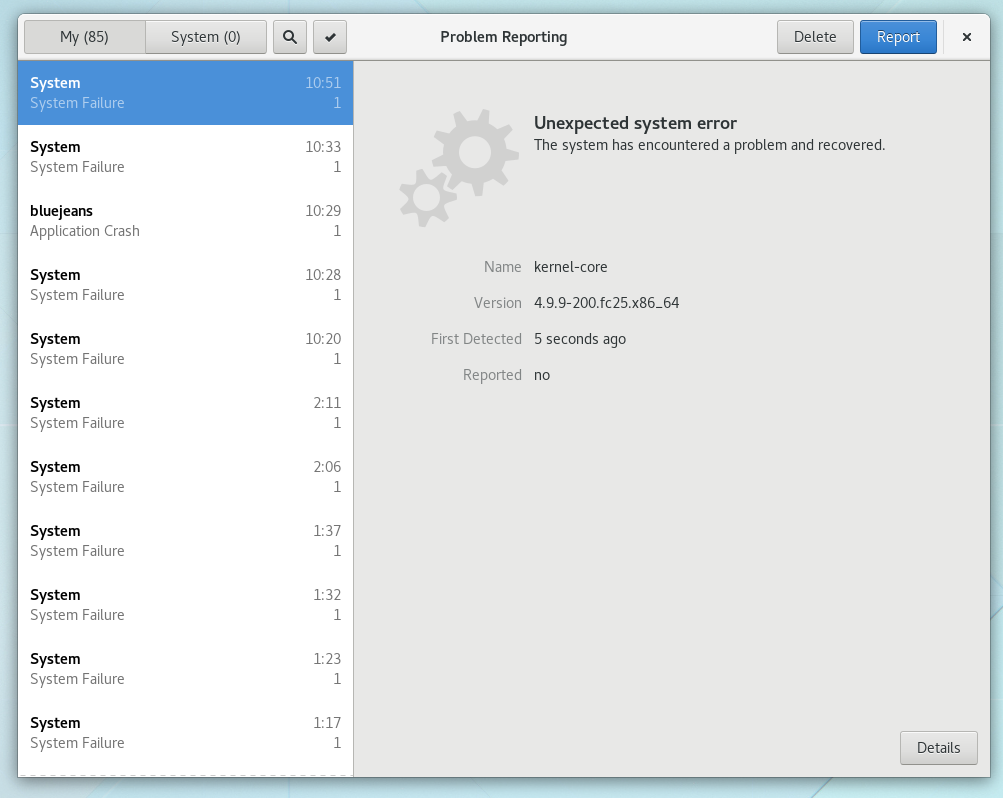 My (85) System (0) Problem Reporting Delete Report
System 10:51
System Failure 1
System 10:33
System Failure 1
bluejeans 10:29
Application Crash 1
System 10:28
System Failure 1
System 10:20
System Failure 1
System 2:11
System Failure 1
System 2:06
System Failure 1
System 1:37
System Failure 1
System 1:32
System Failure 1
System 1:23
System Failure 1
System 1:17
System Failure 1
Unexpected system error
The system has encountered a problem and recovered.
Name kernel-core
Version 4.9.9-200.fc25.x86_64
First Detected 5 seconds ago
Reported no
Details